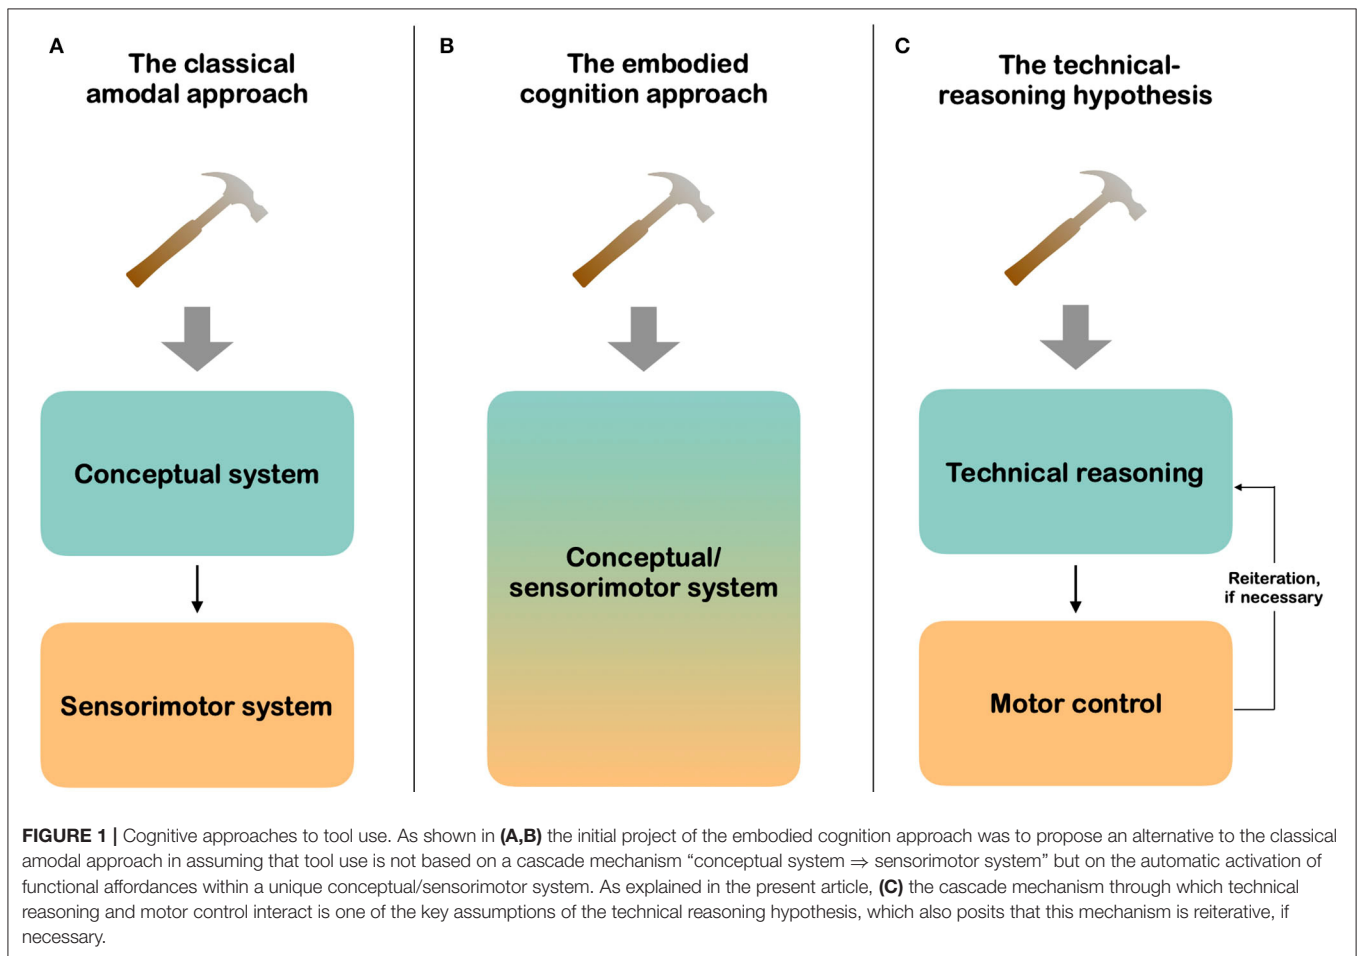 A
The classical
amodal approach
Conceptual system
Sensorimotor system
B
The embodied
cognition approach
Conceptual/
sensorimotor system
C
The technical-
reasoning hypothesis
Technical reasoning
Reiteration,
if necessary
Motor control
FIGURE 1 | Cognitive approaches to tool use. As shown in (A,B) the initial project of the embodied cognition approach was to propose an alternative to the classical
amodal approach in assuming that tool use is not based on a cascade mechanism “conceptual system ⇒ sensorimotor system” but on the automatic activation of
functional affordances within a unique conceptual/sensorimotor system. As explained in the present article, (C) the cascade mechanism through which technical
reasoning and motor control interact is one of the key assumptions of the technical reasoning hypothesis, which also posits that this mechanism is reiterative, if
necessary.